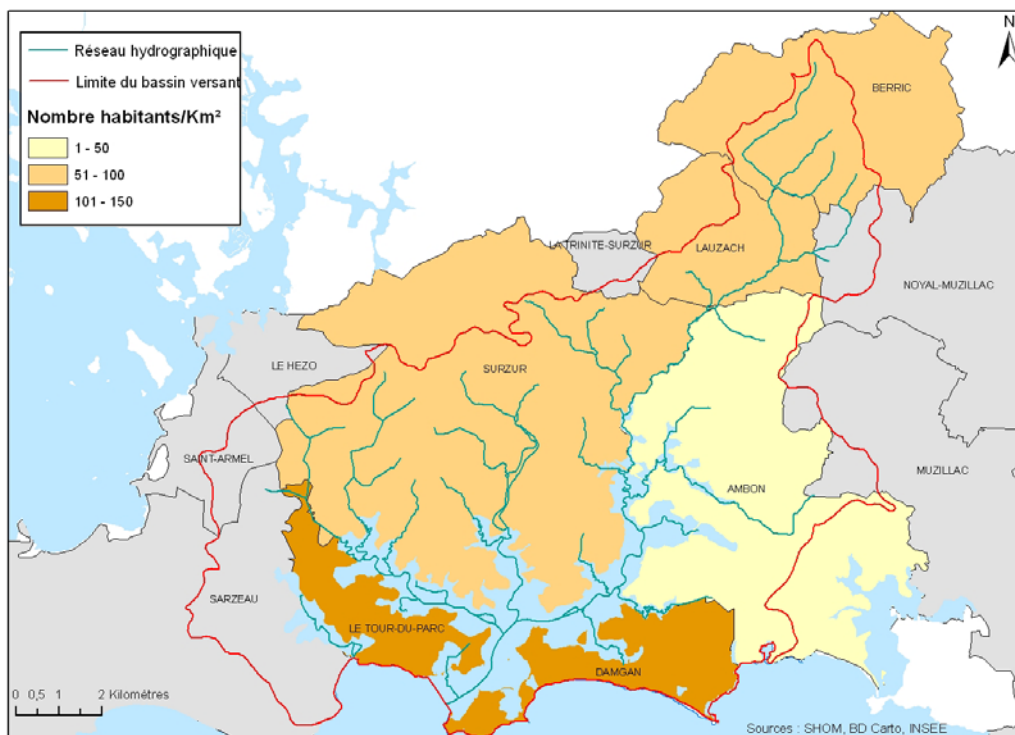 N
Réseau hydrographique
Limite du bassin versant
Nombre habitants/Km²
1 - 50
51 - 100
101 - 150
BERRIC
LA TRINITE-SURZUR
LAUZACH
NOYAL-MUZILLAC
LE HEZO
SURZUR
SAINT-ARMEL
MUZILLAC
AMBON
SARZEAU
LE TOUR-DU-PARC
DAMGAN
0 0,5 1 2 Kilomètres
Sources : SHOM, BD Carto, INSEE